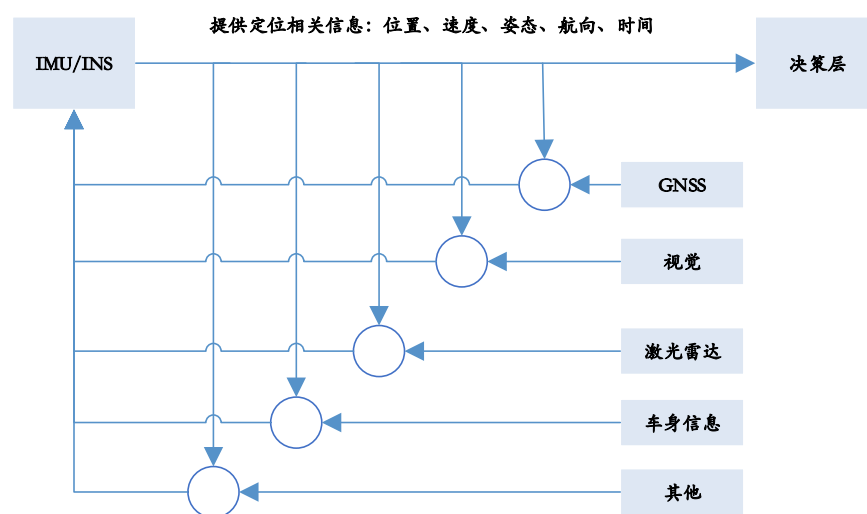 提供定位相关信息：位置、速度、姿态、航向、时间
IMU/INS
决策层
GNSS
视觉
激光雷达
车身信息
其他